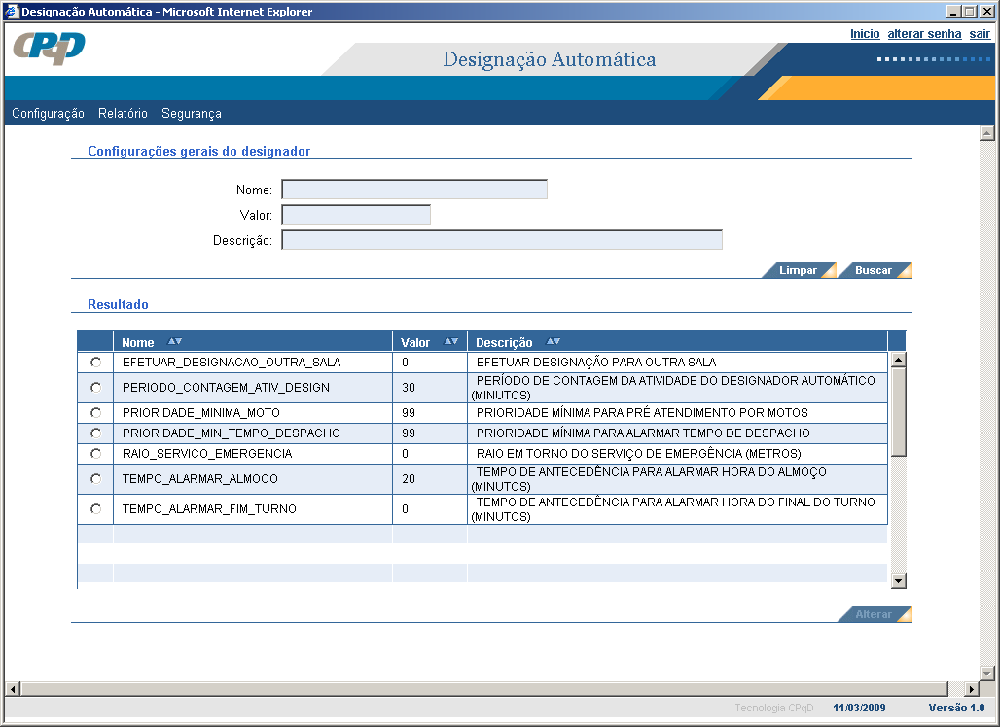 Designação Automática - Microsoft Internet Explorer
CPqD
Início alterar senha sair
Designação Automática
Configuração Relatório Segurança
Configurações gerais do designador
Nome:
Valor:
Descrição:
Limpar Buscar
Resultado
Nome Valor Descrição
EFETUAR_DESIGNACAO_OUTRA_SALA 0 EFETUAR DESIGNAÇÃO PARA OUTRA SALA
PERIODO_CONTAGEM_ATIV_DESIGN 30 PERÍODO DE CONTAGEM DA ATIVIDADE DO DESIGNADOR AUTOMÁTICO
(MINUTOS)
PRIORIDADE_MINIMA_MOTO 99 PRIORIDADE MÍNIMA PARA PRÉ ATENDIMENTO POR MOTOS
PRIORIDADE_MIN_TEMPO_DESPACHO 99 PRIORIDADE MÍNIMA PARA ALARMAR TEMPO DE DESPACHO
RAIO_SERVICO_EMERGENCIA 0 RAIO EM TORNO DO SERVIÇO DE EMERGÊNCIA (METROS)
TEMPO_ALARMAR_ALMOCO 20 TEMPO DE ANTECEDÊNCIA PARA ALARMAR HORA DO ALMOÇO
(MINUTOS)
TEMPO_ALARMAR_FIM_TURNO 0 TEMPO DE ANTECEDÊNCIA PARA ALARMAR HORA DO FINAL DO TURNO
(MINUTOS)
Alterar
Tecnologia CPqD 11/03/2009 Versão 1.0